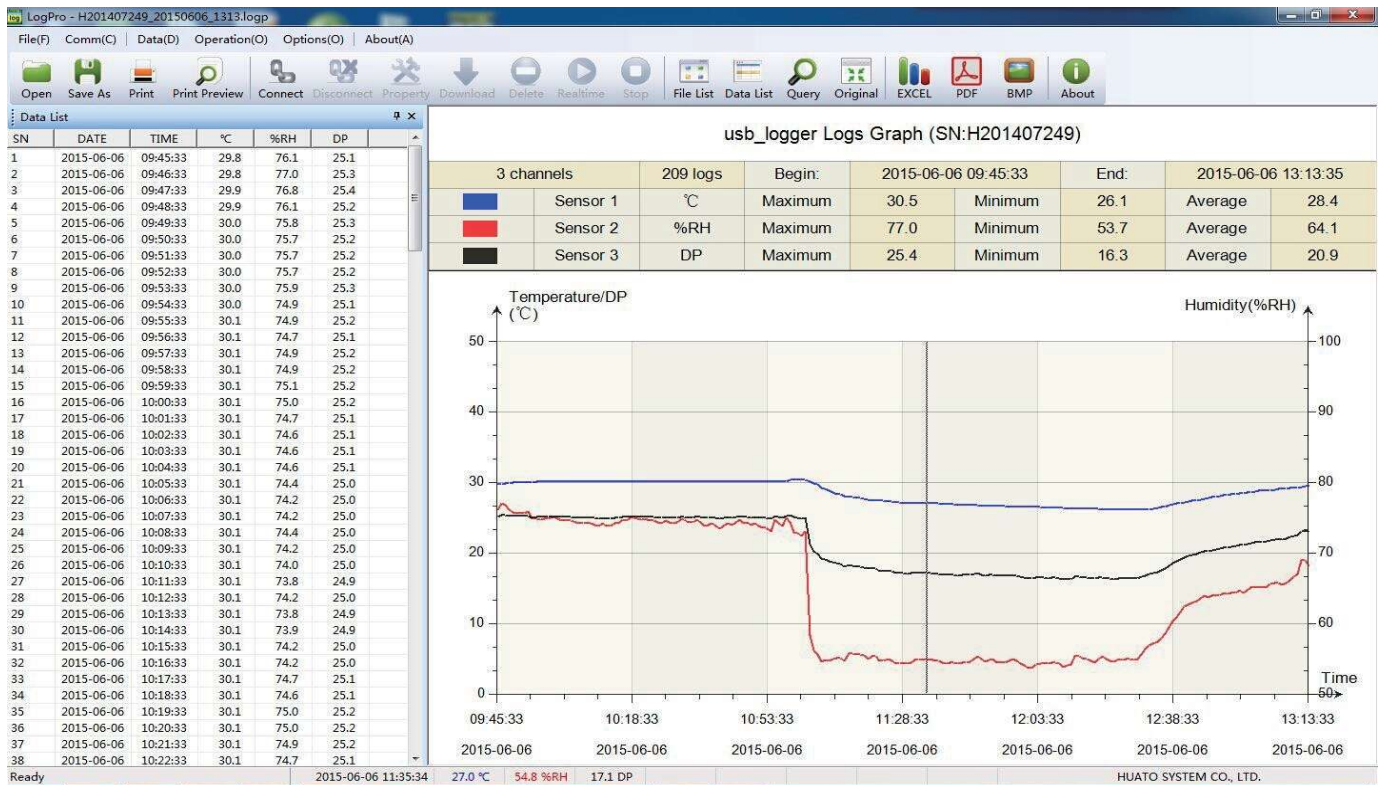 LogPro - H201407249_20150606_1313.logp
File(F) Comm(C) Data(D) Operation(O) Options(O) About(A)
Open Save As Print Print Preview Connect Disconnect Property Download Delete Realtime Stop File List Data List Query Original EXCEL PDF BMP About
Data List
SN DATE TIME ℃ %RH DP
1 2015-06-06 09:45:33 29.8 76.1 25.1
2 2015-06-06 09:46:33 29.8 77.0 25.3
3 2015-06-06 09:47:33 29.9 76.8 25.4
4 2015-06-06 09:48:33 29.9 76.1 25.2
5 2015-06-06 09:49:33 30.0 75.8 25.3
6 2015-06-06 09:50:33 30.0 75.7 25.2
7 2015-06-06 09:51:33 30.0 75.7 25.2
8 2015-06-06 09:52:33 30.0 75.7 25.2
9 2015-06-06 09:53:33 30.0 75.9 25.3
10 2015-06-06 09:54:33 30.0 74.9 25.1
11 2015-06-06 09:55:33 30.1 74.9 25.2
12 2015-06-06 09:56:33 30.1 74.7 25.1
13 2015-06-06 09:57:33 30.1 74.9 25.2
14 2015-06-06 09:58:33 30.1 74.9 25.2
15 2015-06-06 09:59:33 30.1 75.1 25.2
16 2015-06-06 10:00:33 30.1 75.0 25.2
17 2015-06-06 10:01:33 30.1 74.7 25.1
18 2015-06-06 10:02:33 30.1 74.6 25.1
19 2015-06-06 10:03:33 30.1 74.6 25.1
20 2015-06-06 10:04:33 30.1 74.6 25.1
21 2015-06-06 10:05:33 30.1 74.4 25.0
22 2015-06-06 10:06:33 30.1 74.2 25.0
23 2015-06-06 10:07:33 30.1 74.2 25.0
24 2015-06-06 10:08:33 30.1 74.4 25.0
25 2015-06-06 10:09:33 30.1 74.2 25.0
26 2015-06-06 10:10:33 30.1 74.0 25.0
27 2015-06-06 10:11:33 30.1 73.8 24.9
28 2015-06-06 10:12:33 30.1 74.2 25.0
29 2015-06-06 10:13:33 30.1 73.8 24.9
30 2015-06-06 10:14:33 30.1 73.9 24.9
31 2015-06-06 10:15:33 30.1 74.2 25.0
32 2015-06-06 10:16:33 30.1 74.2 25.0
33 2015-06-06 10:17:33 30.1 74.7 25.1
34 2015-06-06 10:18:33 30.1 74.6 25.1
35 2015-06-06 10:19:33 30.1 75.0 25.2
36 2015-06-06 10:20:33 30.1 75.0 25.2
37 2015-06-06 10:21:33 30.1 74.9 25.2
38 2015-06-06 10:22:33 30.1 74.7 25.1
usb_logger Logs Graph (SN:H201407249)
3 channels 209 logs Begin: 2015-06-06 09:45:33 End: 2015-06-06 13:13:35
Sensor 1 ℃ Maximum 30.5 Minimum 26.1 Average 28.4
Sensor 2 %RH Maximum 77.0 Minimum 53.7 Average 64.1
Sensor 3 DP Maximum 25.4 Minimum 16.3 Average 20.9
Temperature/DP
(℃)
Humidity(%RH)
50 100
40 90
30 80
20 70
10 60
Time
0 50
09:45:33 10:18:33 10:53:33 11:28:33 12:03:33 12:38:33 13:13:33
2015-06-06 2015-06-06 2015-06-06 2015-06-06 2015-06-06 2015-06-06 2015-06-06
Ready 2015-06-06 11:35:34 27.0 ℃ 54.8 %RH 17.1 DP HUATO SYSTEM CO., LTD.